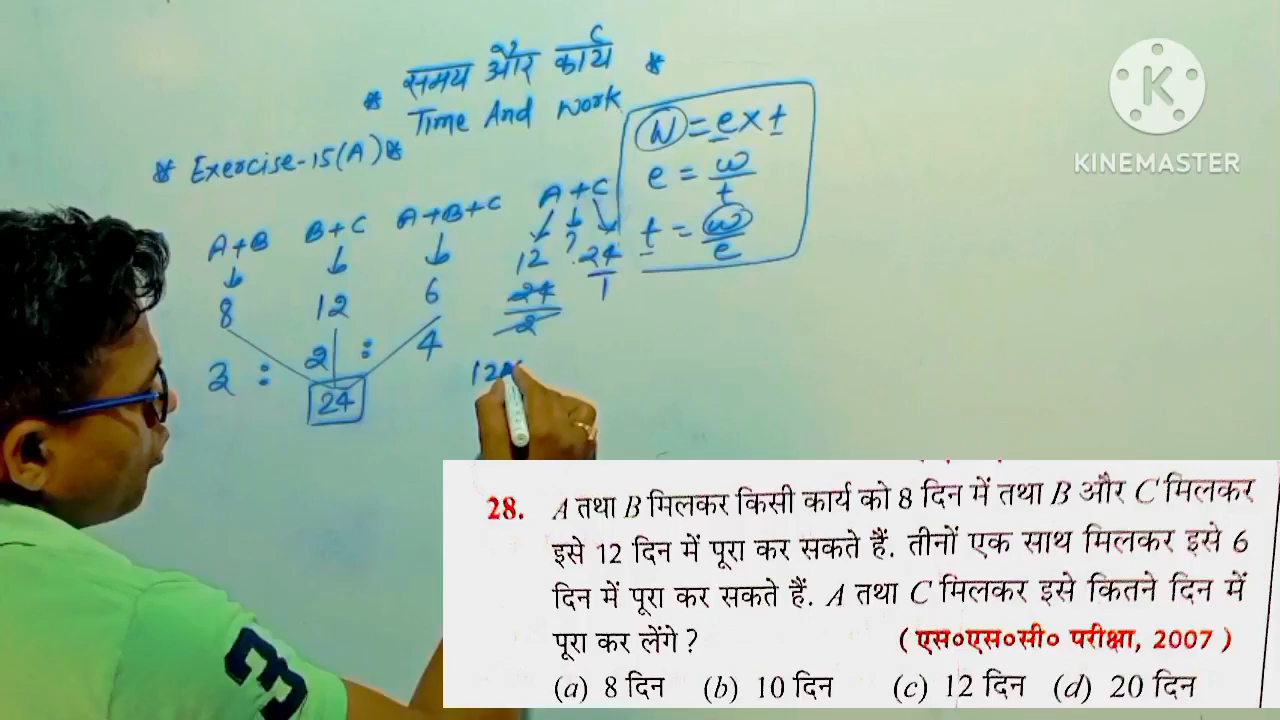 * समय और कार्य *
Time And Work
* Exercise-15(A) *
A+B B+C A+B+C A+C
8 12 6 12 ? 24/1
24/2
3 : 2 : 4
24
12
W = e x t
e = w/t
t = w/e
K
KINEMASTER
28. A तथा B मिलकर किसी कार्य को 8 दिन में तथा B और C मिलकर
इसे 12 दिन में पूरा कर सकते हैं. तीनों एक साथ मिलकर इसे 6
दिन में पूरा कर सकते हैं. A तथा C मिलकर इसे कितने दिन में
पूरा कर लेंगे ? ( एस०एस०सी० परीक्षा, 2007 )
(a) 8 दिन (b) 10 दिन (c) 12 दिन (d) 20 दिन